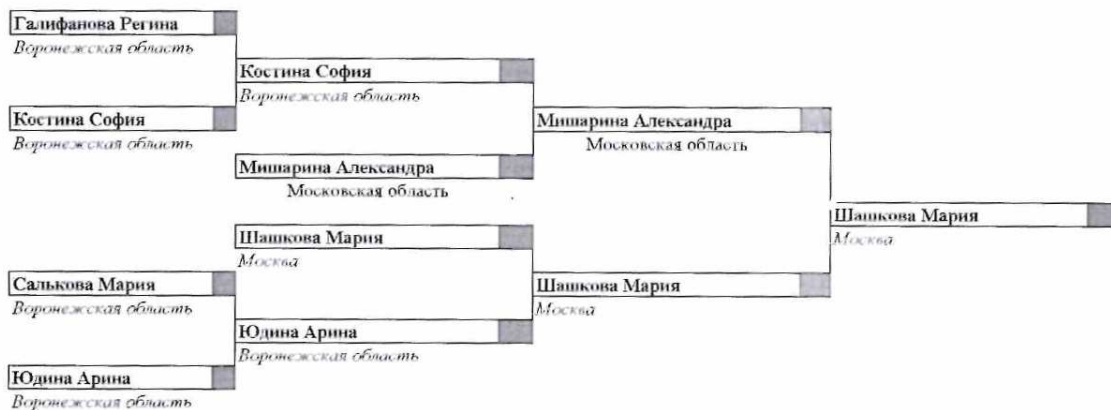 Галифанова Регина
Воронежская область
Костина София
Воронежская область
Костина София
Воронежская область
Мишарина Александра
Московская область
Мишарина Александра
Московская область
Шашкова Мария
Москва
Шашкова Мария
Москва
Салькова Мария
Воронежская область
Шашкова Мария
Москва
Юдина Арина
Воронежская область
Юдина Арина
Воронежская область